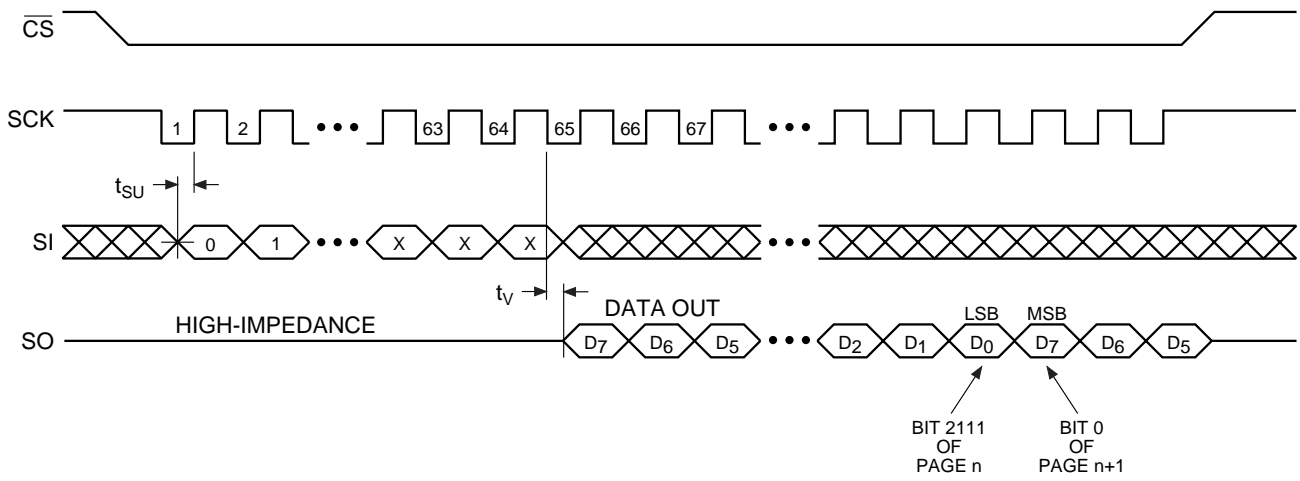 CS
SCK
1 2 63 64 65 66 67
tSU
SI
0 1 X X X
tV
HIGH-IMPEDANCE
DATA OUT
LSB MSB
SO
D7 D6 D5 D2 D1 D0 D7 D6 D5
BIT 2111
OF
PAGE n
BIT 0
OF
PAGE n+1